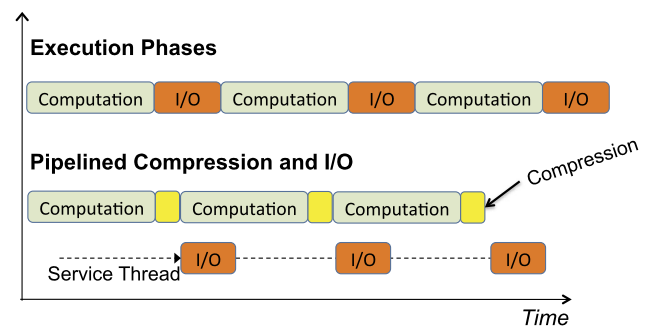 Execution Phases
Computation I/O Computation I/O Computation I/O
Pipelined Compression and I/O
Compression
Computation Computation Computation
I/O I/O I/O
Service Thread
Time